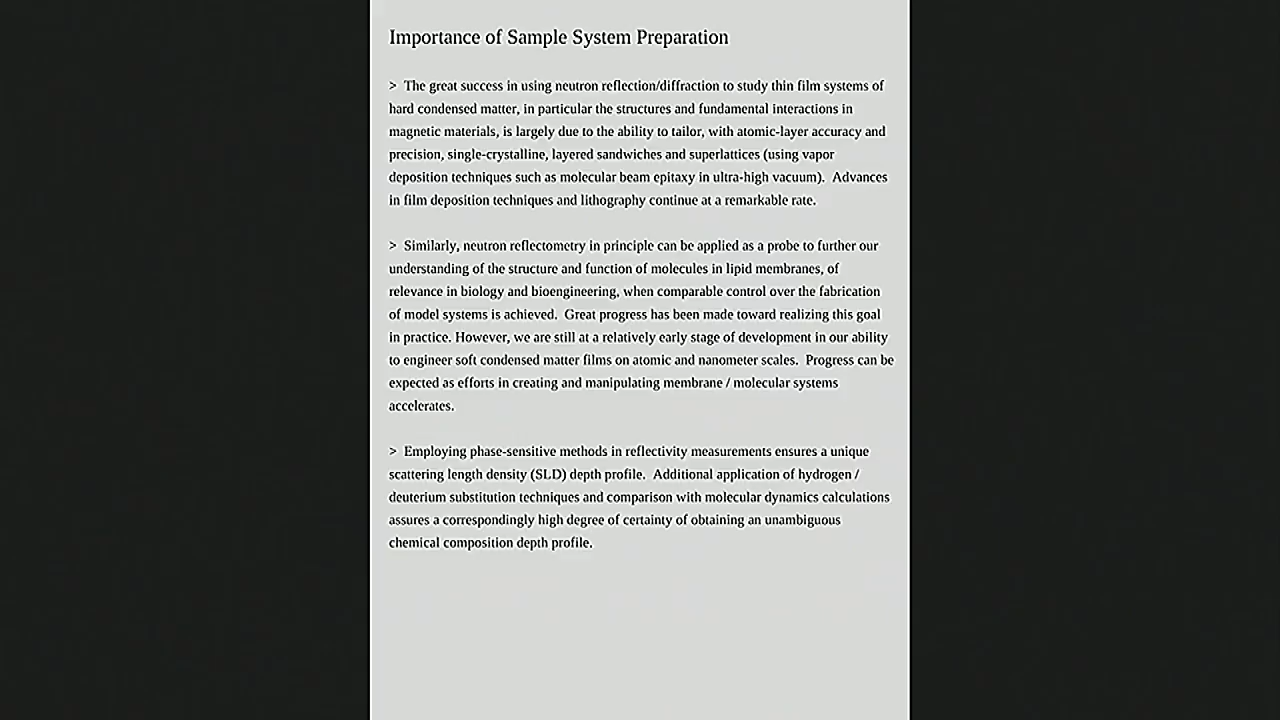 Importance of Sample System Preparation
> The great success in using neutron reflection/diffraction to study thin film systems of
hard condensed matter, in particular the structures and fundamental interactions in
magnetic materials, is largely due to the ability to tailor, with atomic-layer accuracy and
precision, single-crystalline, layered sandwiches and superlattices (using vapor
deposition techniques such as molecular beam epitaxy in ultra-high vacuum).  Advances
in film deposition techniques and lithography continue at a remarkable rate.
> Similarly, neutron reflectometry in principle can be applied as a probe to further our
understanding of the structure and function of molecules in lipid membranes, of
relevance in biology and bioengineering, when comparable control over the fabrication
of model systems is achieved.  Great progress has been made toward realizing this goal
in practice. However, we are still at a relatively early stage of development in our ability
to engineer soft condensed matter films on atomic and nanometer scales.  Progress can be
expected as efforts in creating and manipulating membrane / molecular systems
accelerates.
> Employing phase-sensitive methods in reflectivity measurements ensures a unique
scattering length density (SLD) depth profile.  Additional application of hydrogen /
deuterium substitution techniques and comparison with molecular dynamics calculations
assures a correspondingly high degree of certainty of obtaining an unambiguous
chemical composition depth profile.